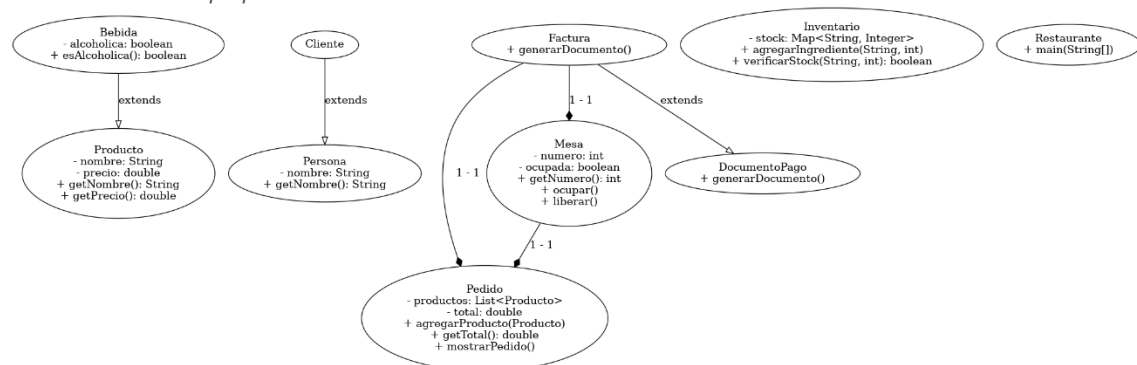 Bebida
- alcoholica: boolean
+ esAlcoholica(): boolean
Cliente
Factura
+ generarDocumento()
Inventario
- stock: Map<String, Integer>
+ agregarIngrediente(String, int)
+ verificarStock(String, int): boolean
Restaurante
+ main(String[])
extends
extends
1 - 1
extends
Producto
- nombre: String
- precio: double
+ getNombre(): String
+ getPrecio(): double
Persona
- nombre: String
+ getNombre(): String
1 - 1
Mesa
- numero: int
- ocupada: boolean
+ getNumero(): int
+ ocupar()
+ liberar()
DocumentoPago
+ generarDocumento()
1 - 1
Pedido
- productos: List<Producto>
- total: double
+ agregarProducto(Producto)
+ getTotal(): double
+ mostrarPedido()